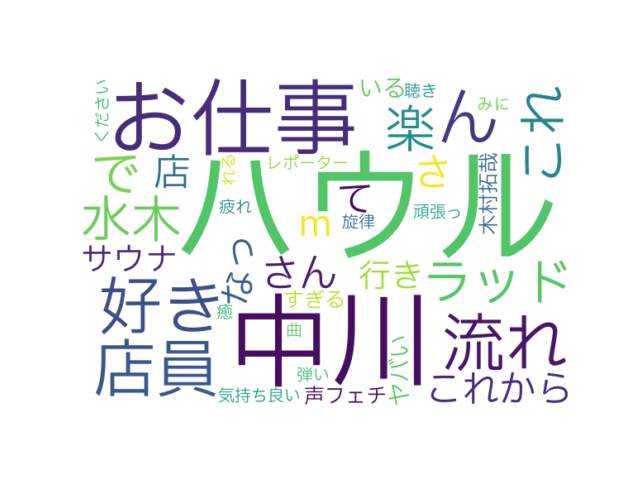 ください
お仕事
いる
聴き
みに
楽
ん
これ
で
店
れる
レポーター
さ
木村拓哉
ハウル
水木
疲れ
て
m
旋律
頑張っ
サウナ
なっ
さん
行き
ラッド
好き
癒
すぎる
中川
流れ
曲
店員
弾い
ヤバい
これから
気持ち良い
声フェチ